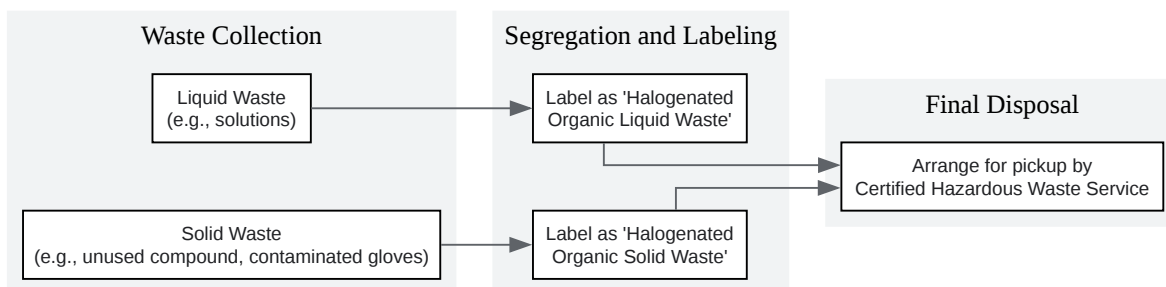 Waste Collection
Liquid Waste
(e.g., solutions)
Solid Waste
(e.g., unused compound, contaminated gloves)
Segregation and Labeling
Label as 'Halogenated
Organic Liquid Waste'
Label as 'Halogenated
Organic Solid Waste'
Final Disposal
Arrange for pickup by
Certified Hazardous Waste Service